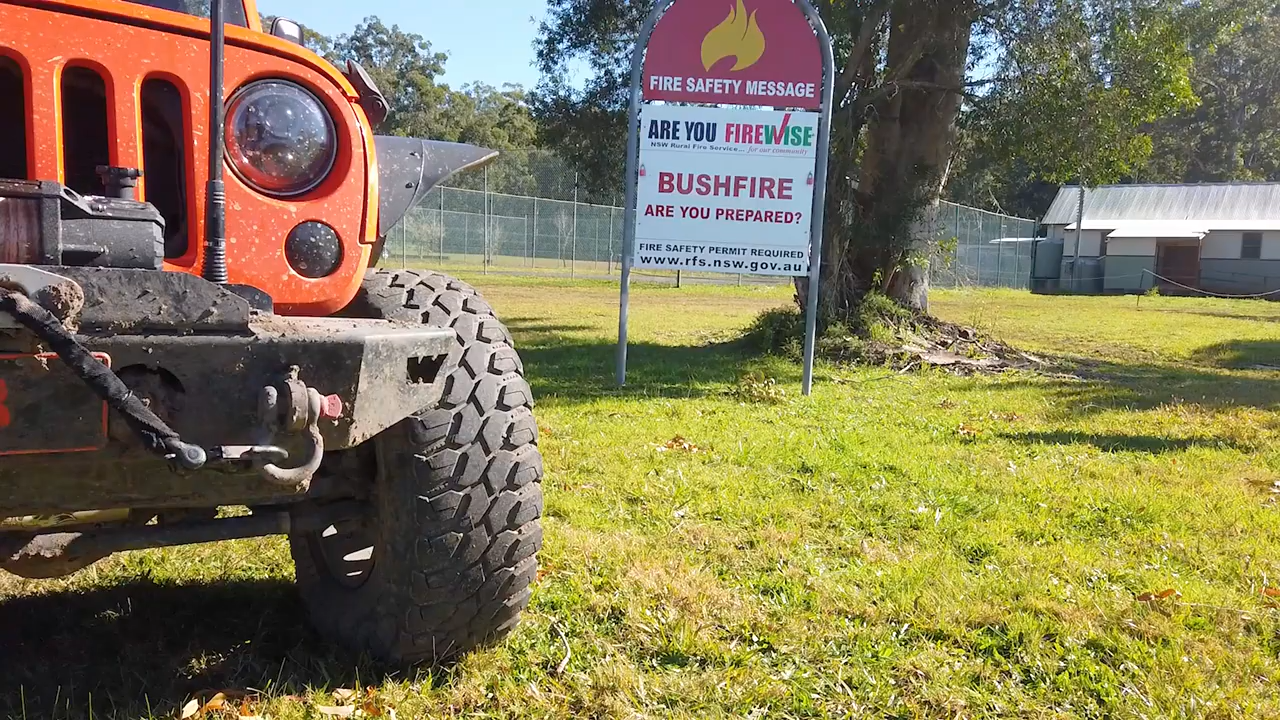 FIRE SAFETY MESSAGE
ARE YOU FIREWISE
NSW Rural Fire Service... for our community
BUSHFIRE
ARE YOU PREPARED?
FIRE SAFETY PERMIT REQUIRED
www.rfs.nsw.gov.au